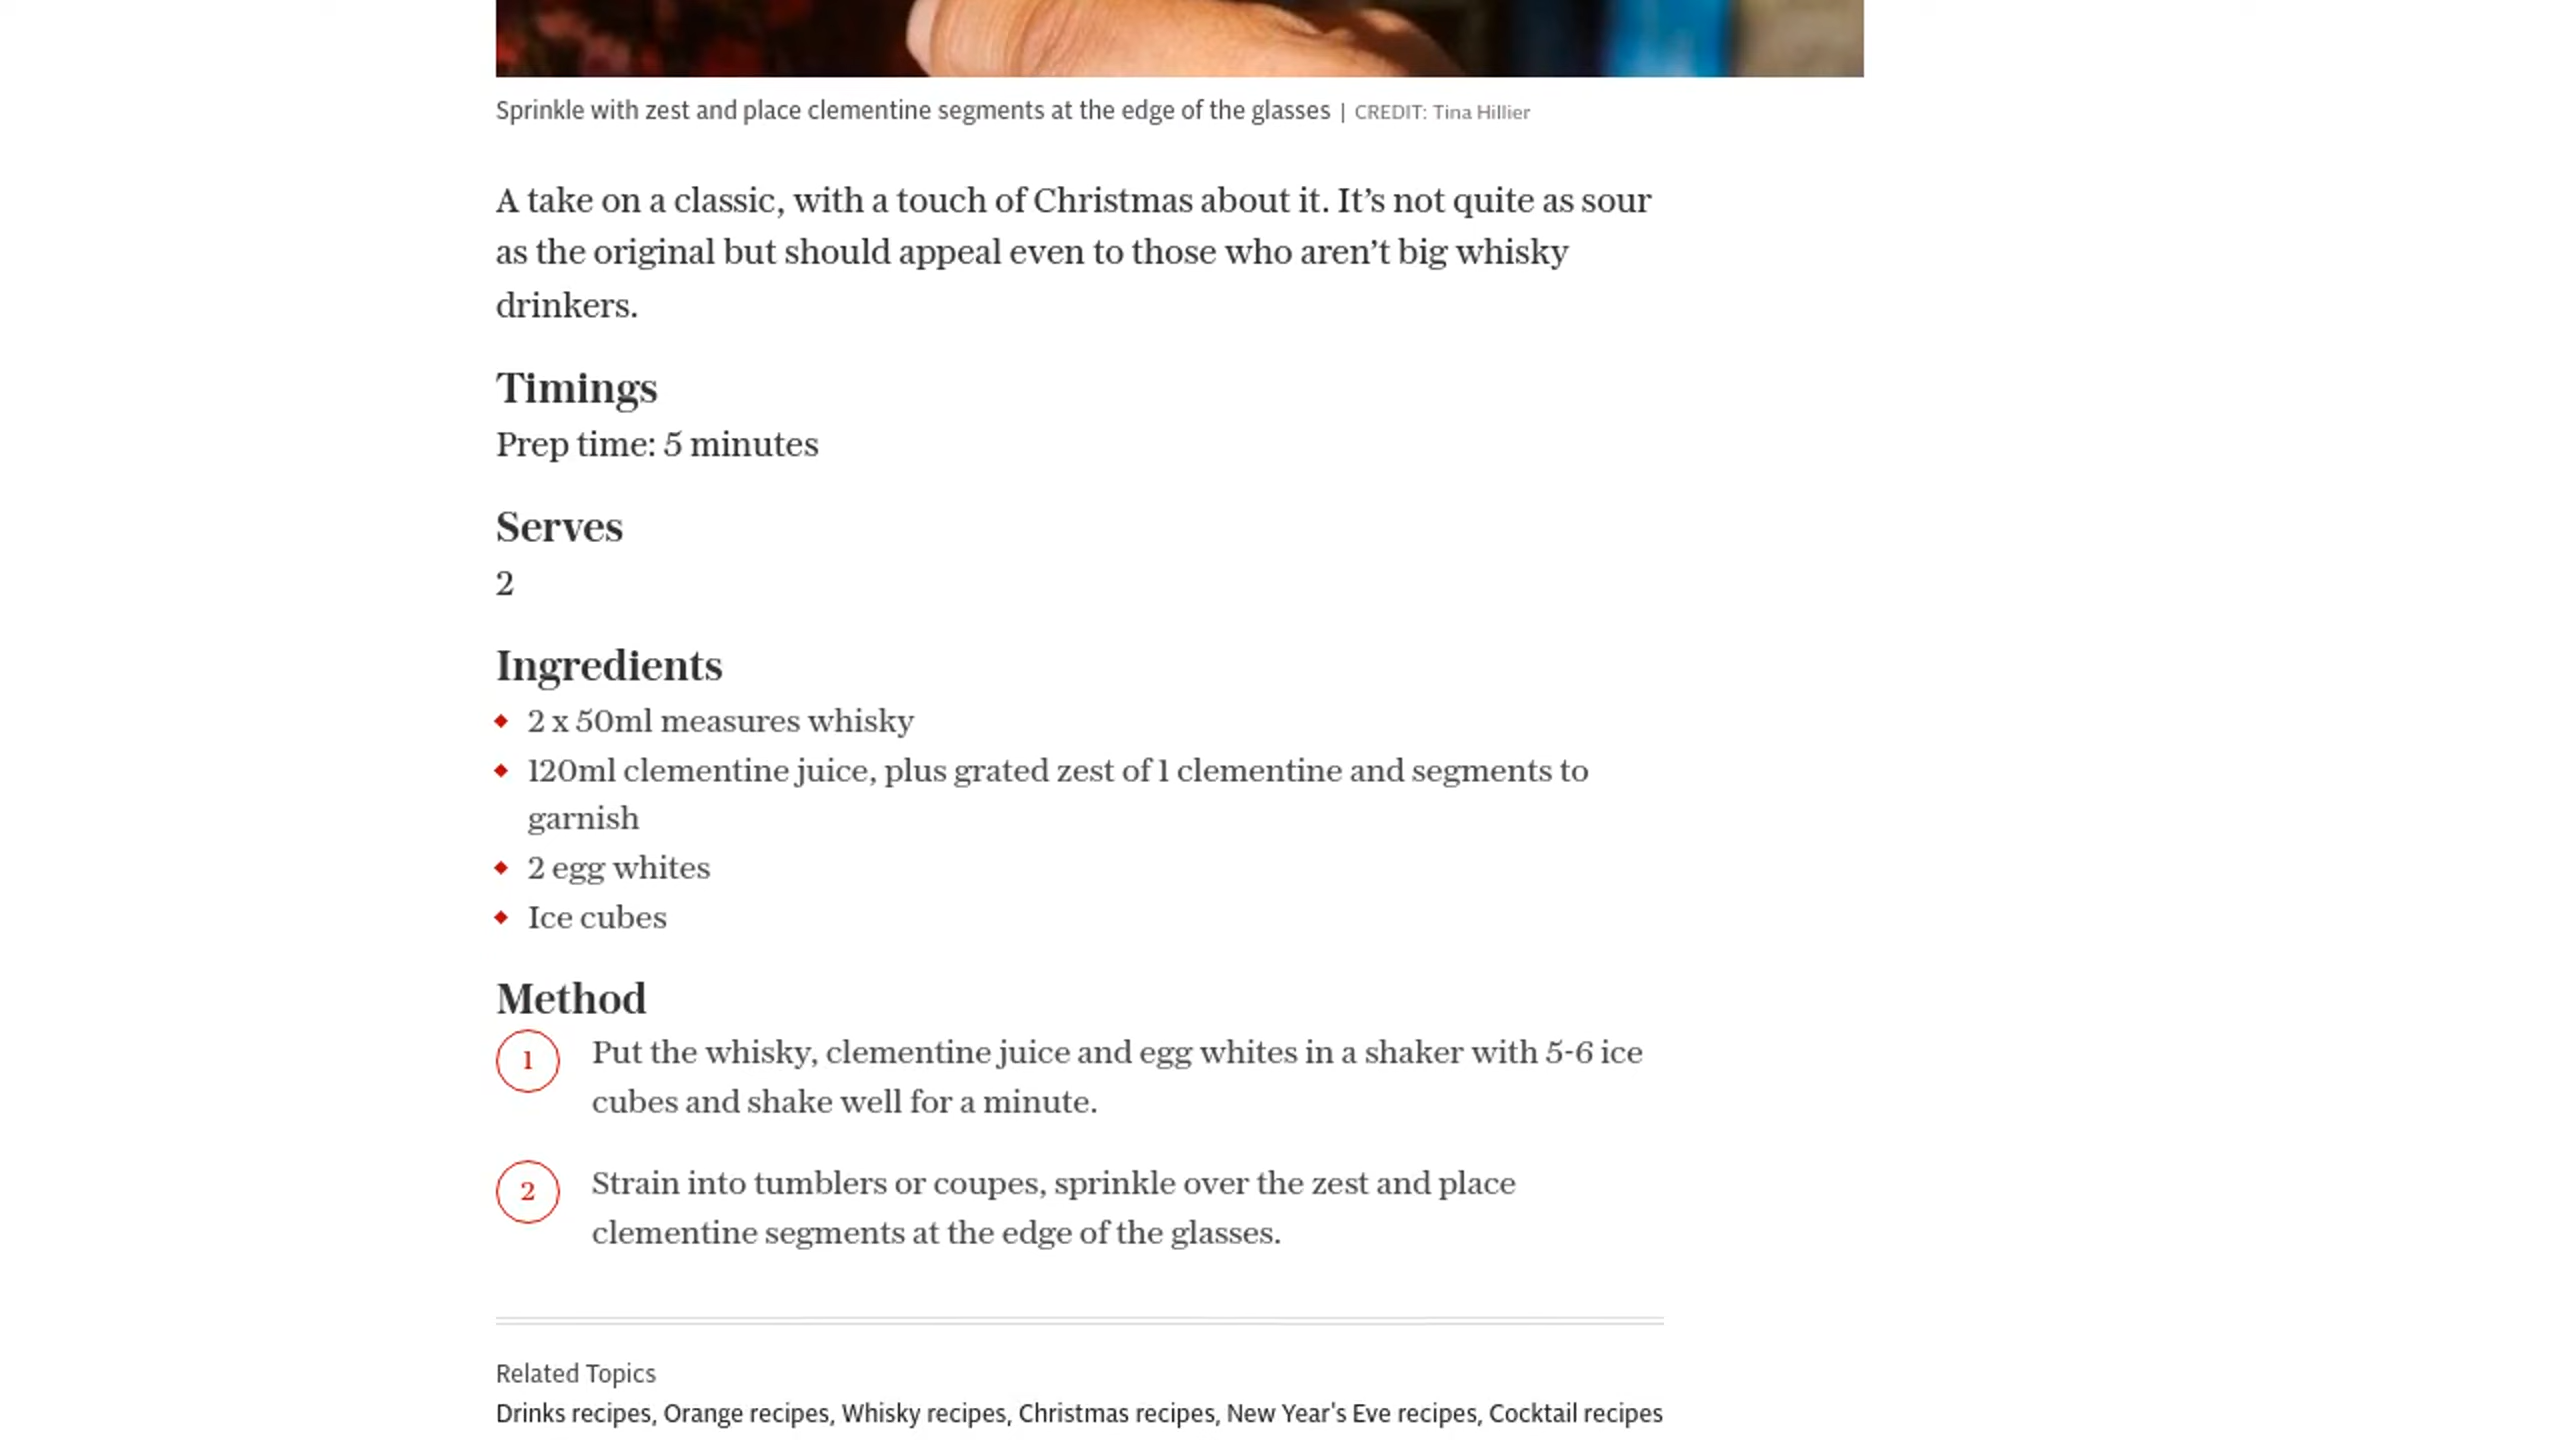 Sprinkle with zest and place clementine segments at the edge of the glasses | CREDIT: Tina Hillier
A take on a classic, with a touch of Christmas about it. It’s not quite as sour
as the original but should appeal even to those who aren’t big whisky
drinkers.
Timings
Prep time: 5 minutes
Serves
2
Ingredients
2 x 50ml measures whisky
120ml clementine juice, plus grated zest of 1 clementine and segments to
garnish
2 egg whites
Ice cubes
Method
1 Put the whisky, clementine juice and egg whites in a shaker with 5-6 ice
cubes and shake well for a minute.
2 Strain into tumblers or coupes, sprinkle over the zest and place
clementine segments at the edge of the glasses.
Related Topics
Drinks recipes, Orange recipes, Whisky recipes, Christmas recipes, New Year's Eve recipes, Cocktail recipes